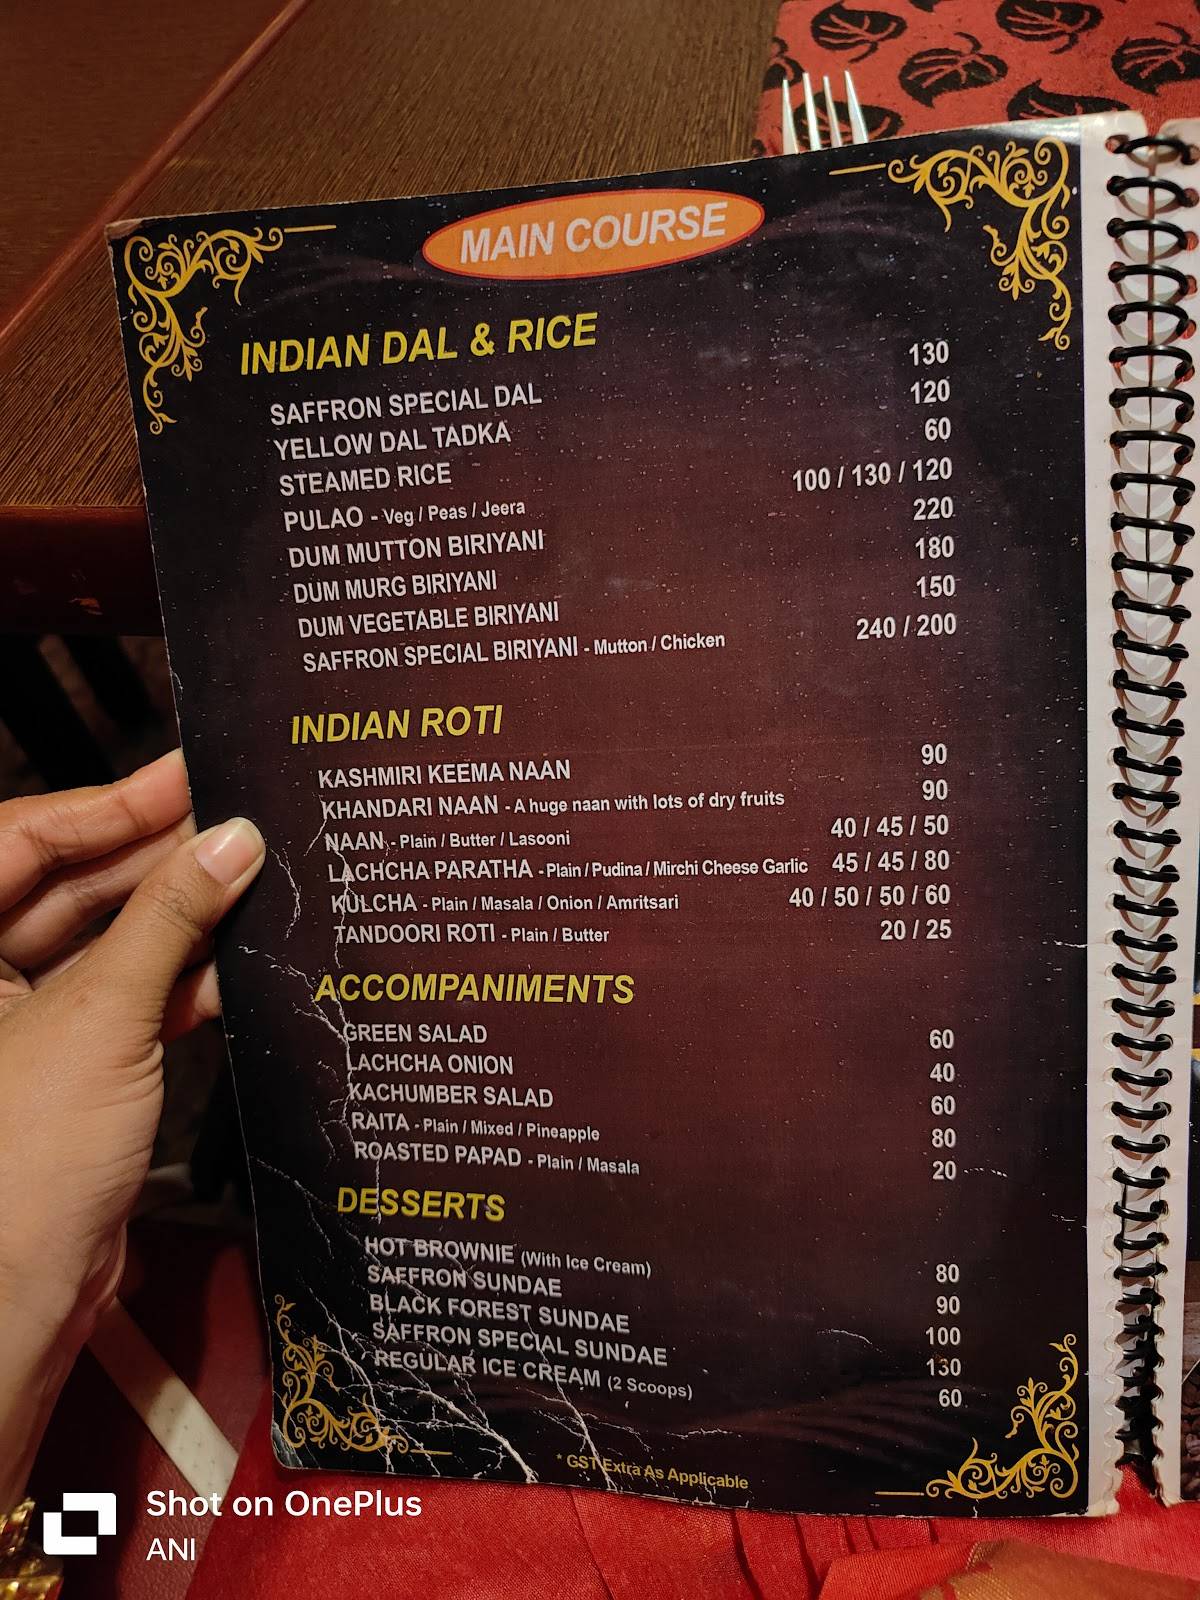 MAIN COURSE
INDIAN DAL & RICE
SAFFRON SPECIAL DAL 130
YELLOW DAL TADKA 120
STEAMED RICE 60
PULAO - Veg / Peas / Jeera 100 / 130 / 120
DUM MUTTON BIRIYANI 220
DUM MURG BIRIYANI 180
DUM VEGETABLE BIRIYANI 150
SAFFRON SPECIAL BIRIYANI - Mutton / Chicken 240 / 200
INDIAN ROTI
KASHMIRI KEEMA NAAN 90
KHANDARI NAAN - A huge naan with lots of dry fruits 90
NAAN - Plain / Butter / Lasooni 40 / 45 / 50
LACHCHA PARATHA - Plain / Pudina / Mirchi Cheese Garlic 45 / 45 / 80
KULCHA - Plain / Masala / Onion / Amritsari 40 / 50 / 50 / 60
TANDOORI ROTI - Plain / Butter 20 / 25
ACCOMPANIMENTS
GREEN SALAD 60
LACHCHA ONION 40
KACHUMBER SALAD 60
RAITA - Plain / Mixed / Pineapple 80
ROASTED PAPAD - Plain / Masala 20
DESSERTS
HOT BROWNIE (With Ice Cream) 80
SAFFRON SUNDAE 90
BLACK FOREST SUNDAE 100
SAFFRON SPECIAL SUNDAE 130
REGULAR ICE CREAM (2 Scoops) 60
* GST Extra As Applicable
Shot on OnePlus
ANI